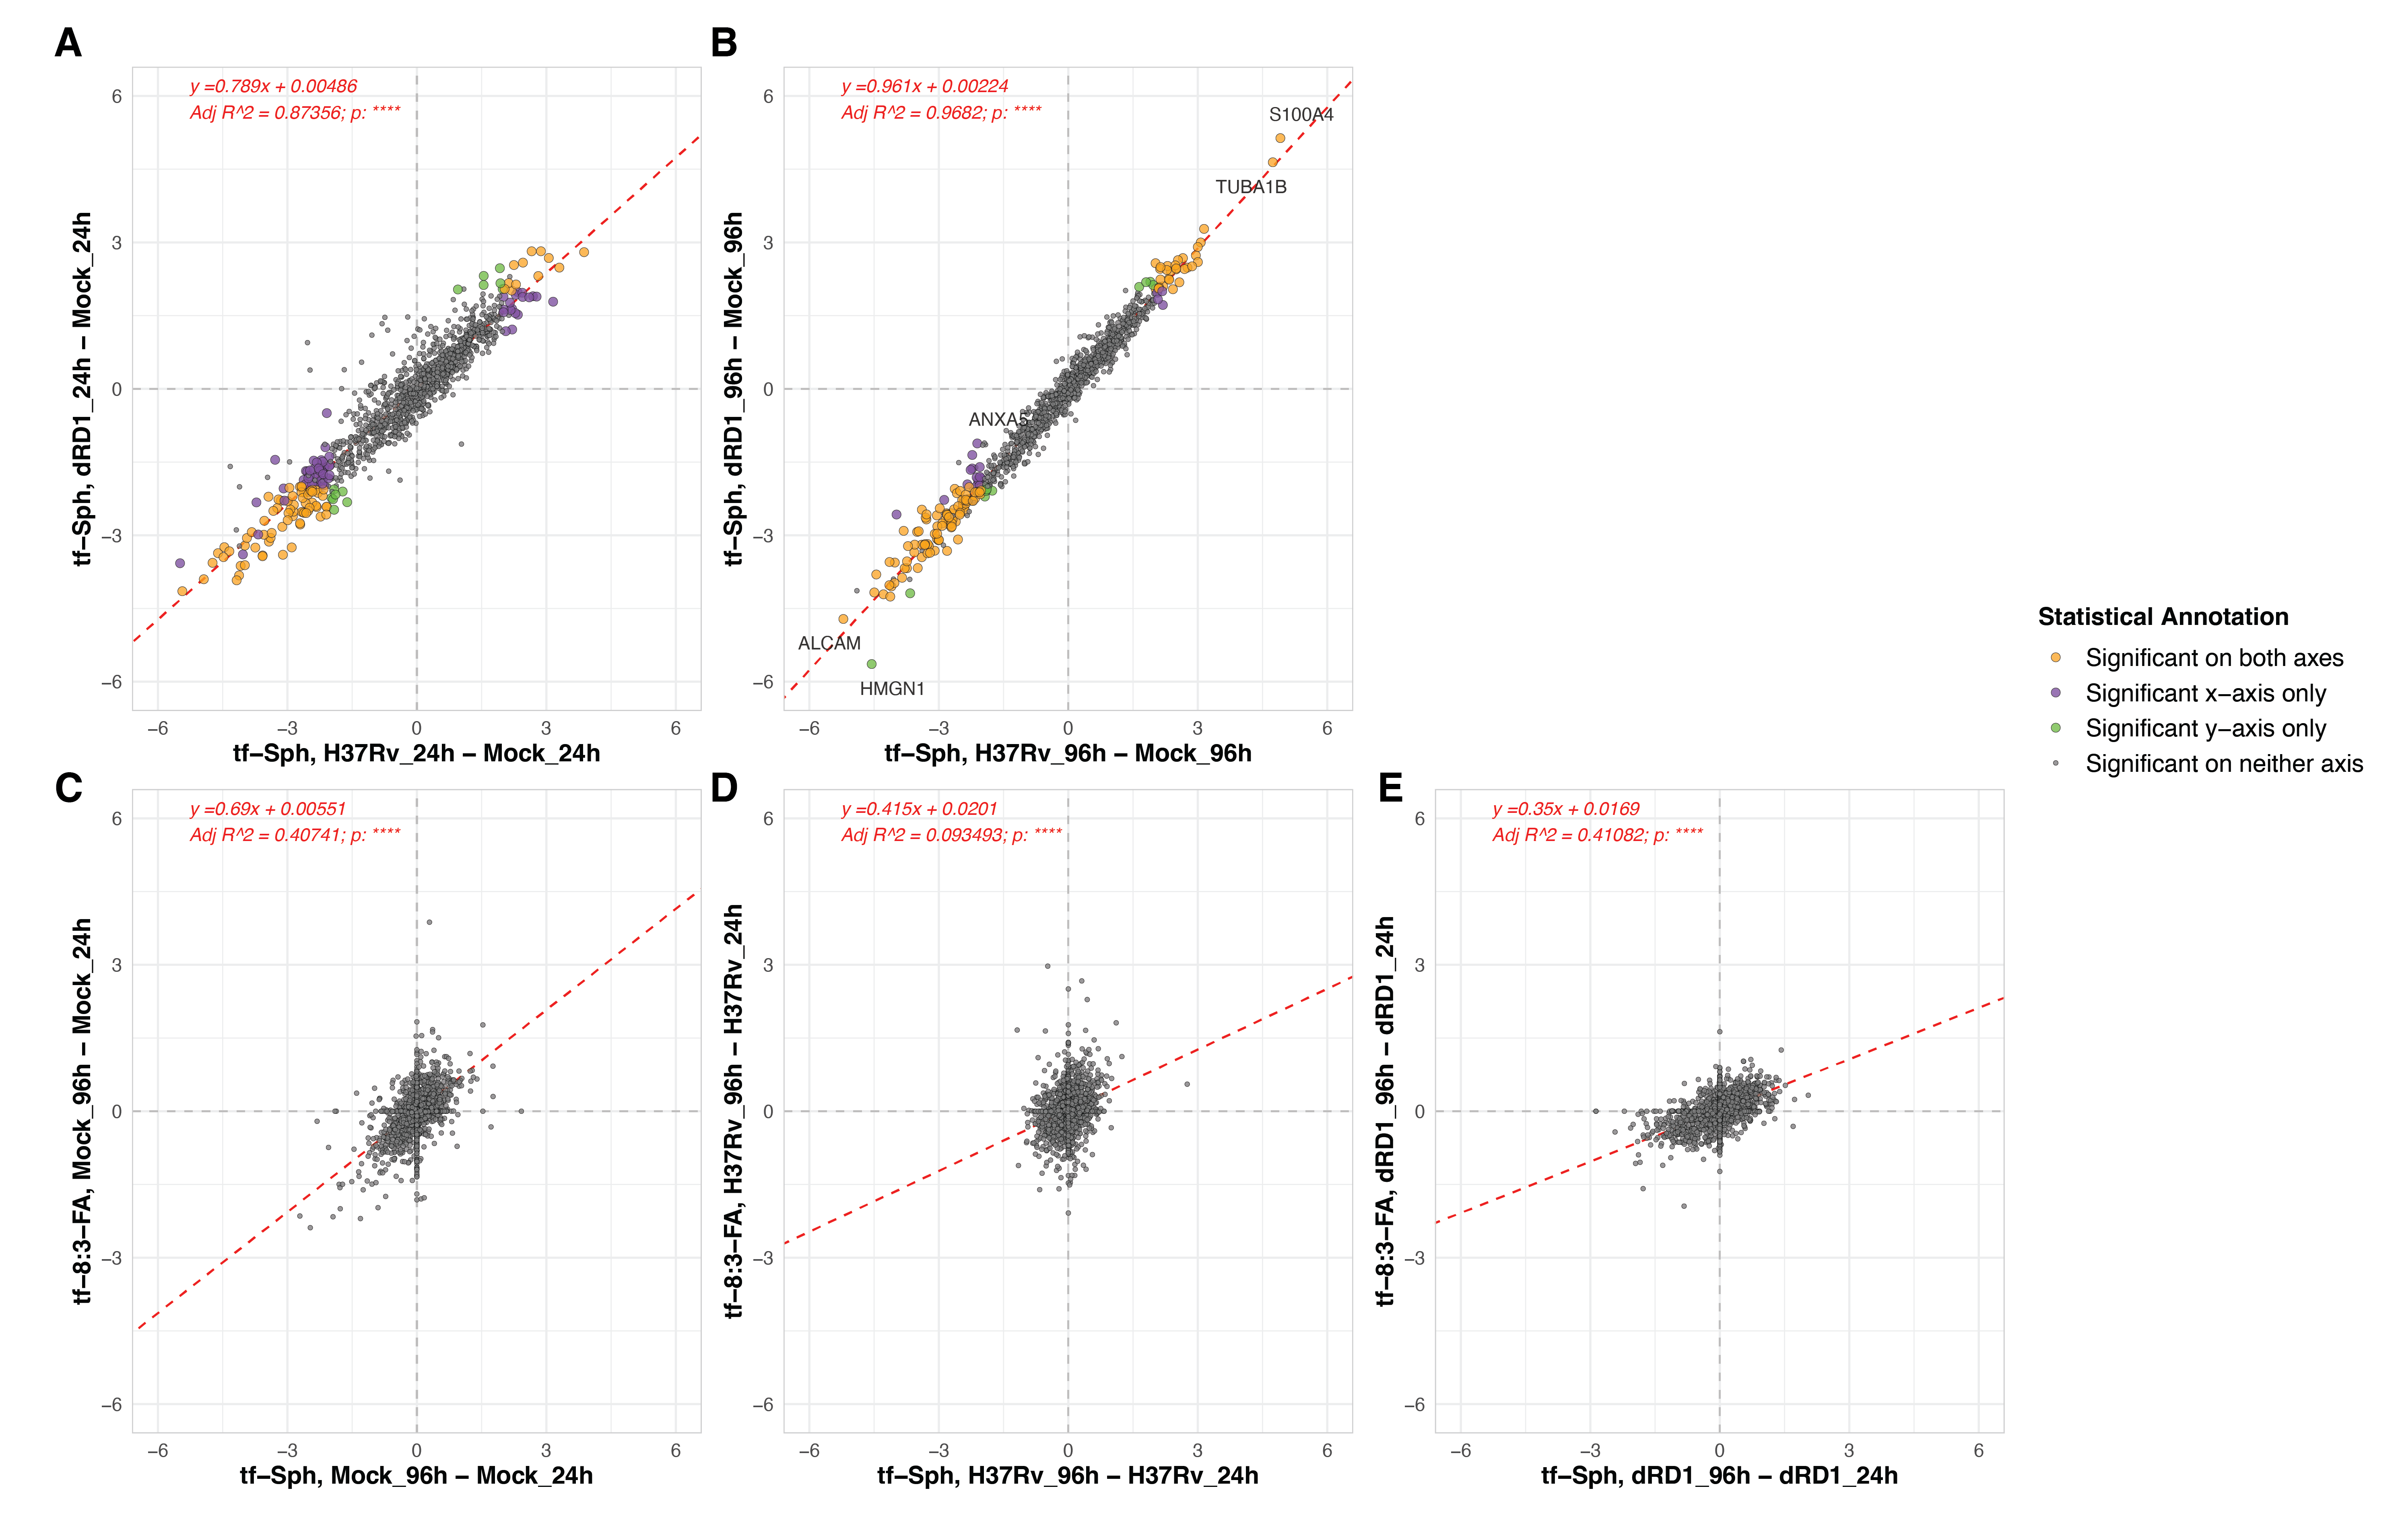 A
y =0.789x + 0.00486
Adj R^2 = 0.87356; p: ****
6
3
0
−3
−6
−6
−3
0
3
6
tf−Sph, dRD1_24h − Mock_24h
tf−Sph, H37Rv_24h − Mock_24h
B
y =0.961x + 0.00224
Adj R^2 = 0.9682; p: ****
S100A4
TUBA1B
ANXA5
ALCAM
HMGN1
6
3
0
−3
−6
−6
−3
0
3
6
tf−Sph, dRD1_96h − Mock_96h
tf−Sph, H37Rv_96h − Mock_96h
Statistical Annotation
Significant on both axes
Significant x−axis only
Significant y−axis only
Significant on neither axis
C
y =0.69x + 0.00551
Adj R^2 = 0.40741; p: ****
6
3
0
−3
−6
−6
−3
0
3
6
tf−8:3−FA, Mock_96h − Mock_24h
tf−Sph, Mock_96h − Mock_24h
D
y =0.415x + 0.0201
Adj R^2 = 0.093493; p: ****
6
3
0
−3
−6
−6
−3
0
3
6
tf−8:3−FA, H37Rv_96h − H37Rv_24h
tf−Sph, H37Rv_96h − H37Rv_24h
E
y =0.35x + 0.0169
Adj R^2 = 0.41082; p: ****
6
3
0
−3
−6
−6
−3
0
3
6
tf−8:3−FA, dRD1_96h − dRD1_24h
tf−Sph, dRD1_96h − dRD1_24h